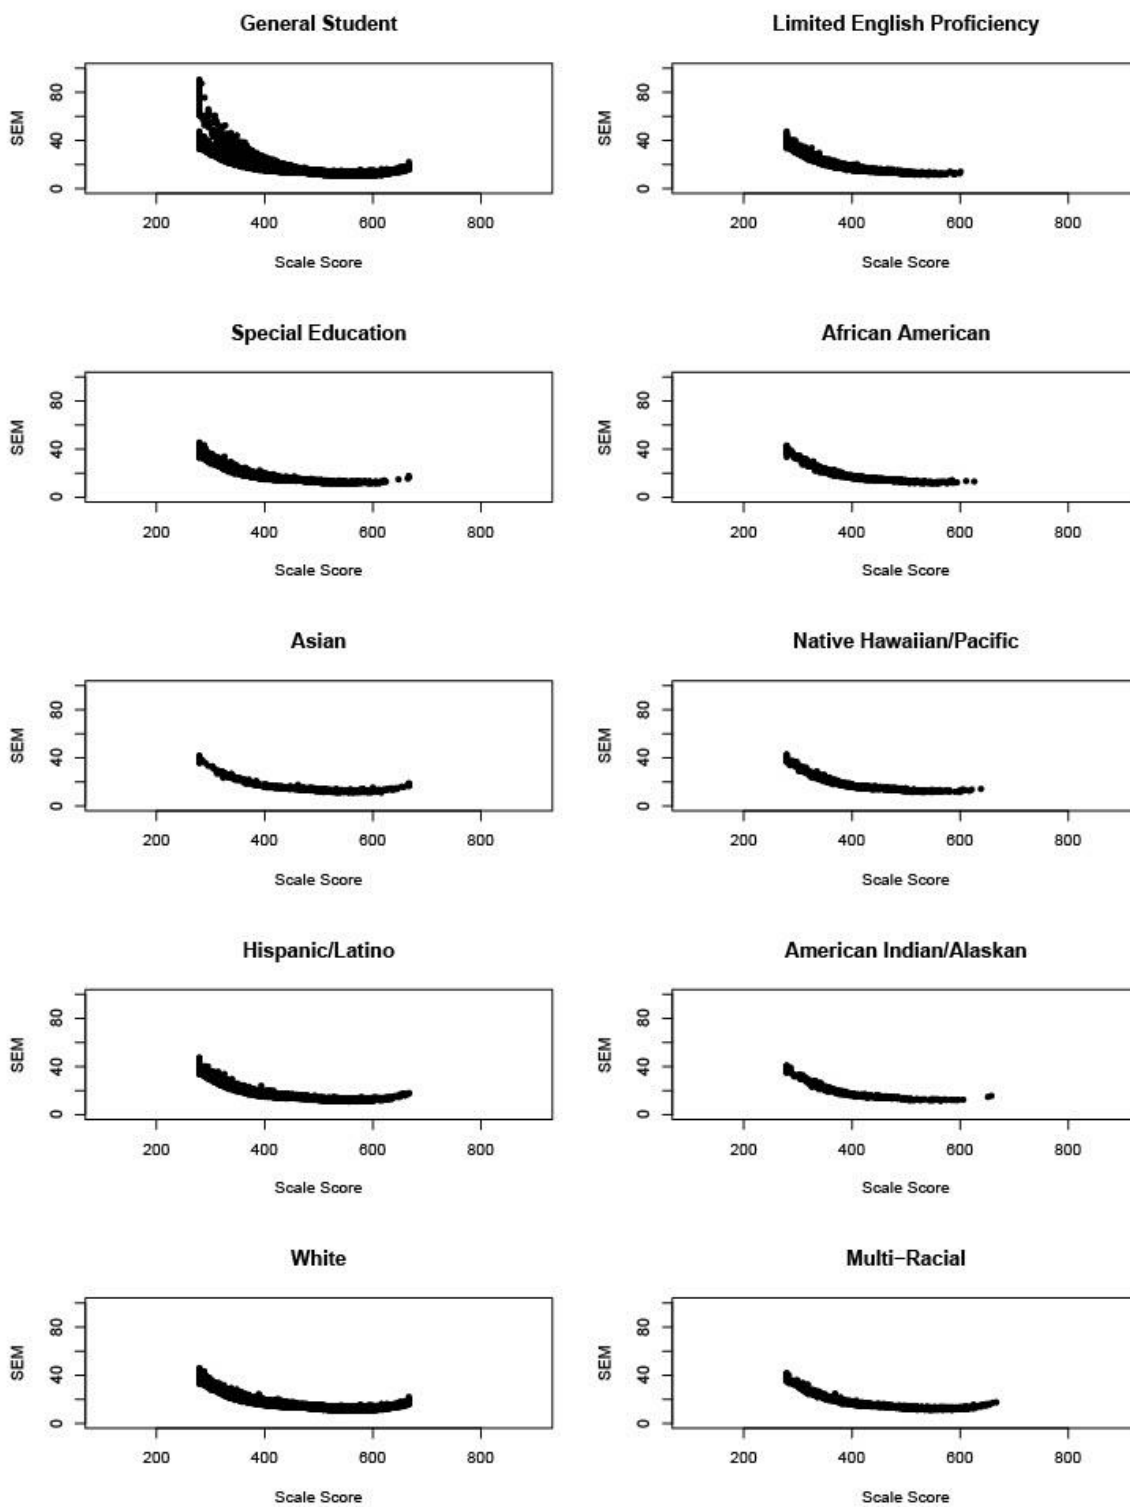 General Student
Limited English Proficiency
SEM
0 40 80
200 400 600 800
Scale Score
SEM
0 40 80
200 400 600 800
Scale Score
Special Education
African American
SEM
0 40 80
200 400 600 800
Scale Score
SEM
0 40 80
200 400 600 800
Scale Score
Asian
Native Hawaiian/Pacific
SEM
0 40 80
200 400 600 800
Scale Score
SEM
0 40 80
200 400 600 800
Scale Score
Hispanic/Latino
American Indian/Alaskan
SEM
0 40 80
200 400 600 800
Scale Score
SEM
0 40 80
200 400 600 800
Scale Score
White
Multi−Racial
SEM
0 40 80
200 400 600 800
Scale Score
SEM
0 40 80
200 400 600 800
Scale Score